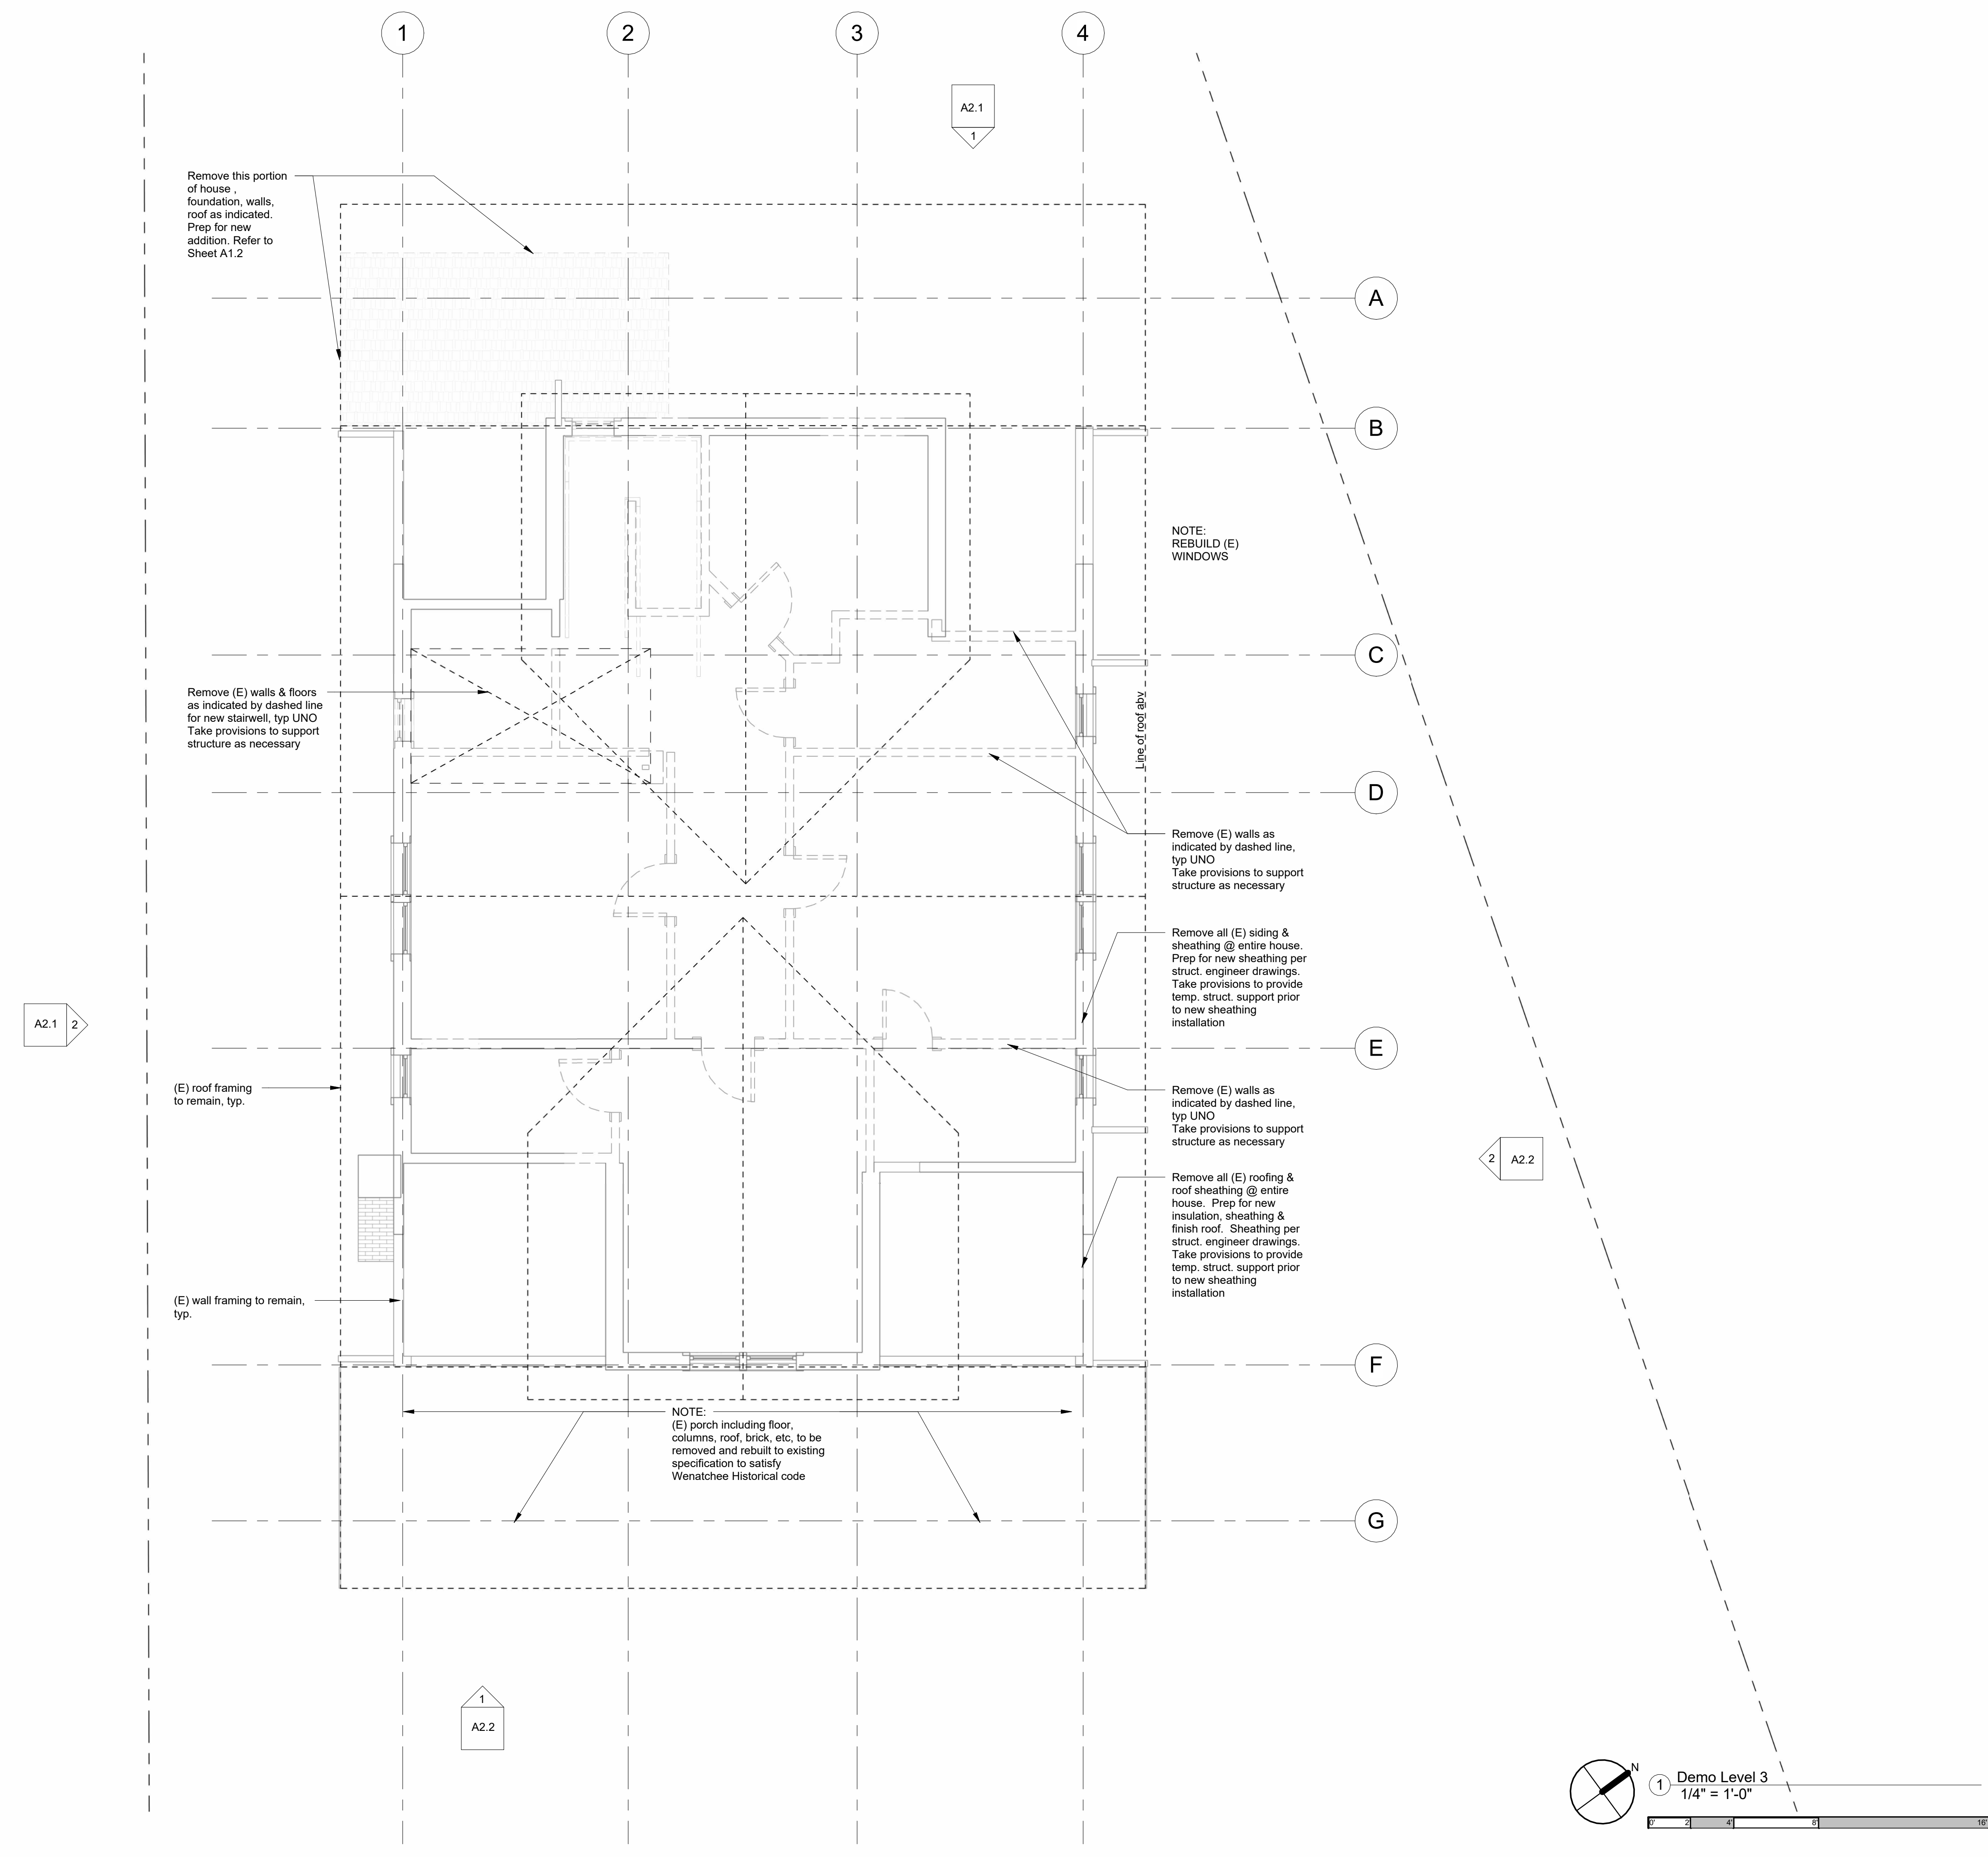 1
2
3
4
A2.1
1
Remove this portion
of house ,
foundation, walls,
roof as indicated.
Prep for new
addition. Refer to
Sheet A1.2
A
B
NOTE:
REBUILD (E)
WINDOWS
C
Remove (E) walls & floors
as indicated by dashed line
for new stairwell, typ UNO
Take provisions to support
structure as necessary
Line of roof aby
D
Remove (E) walls as
indicated by dashed line,
typ UNO
Take provisions to support
structure as necessary
Remove all (E) siding &
sheathing @ entire house.
Prep for new sheathing per
struct. engineer drawings.
Take provisions to provide
temp. struct. support prior
to new sheathing
installation
A2.1
2
E
(E) roof framing
to remain, typ.
Remove (E) walls as
indicated by dashed line,
typ UNO
Take provisions to support
structure as necessary
2
A2.2
Remove all (E) roofing &
roof sheathing @ entire
house. Prep for new
insulation, sheathing &
finish roof. Sheathing per
struct. engineer drawings.
Take provisions to provide
temp. struct. support prior
to new sheathing
installation
(E) wall framing to remain,
typ.
F
NOTE:
(E) porch including floor,
columns, roof, brick, etc, to be
removed and rebuilt to existing
specification to satisfy
Wenatchee Historical code
G
1
A2.2
N
1
Demo Level 3
1/4" = 1'-0"
0' 2' 4' 8' 16'